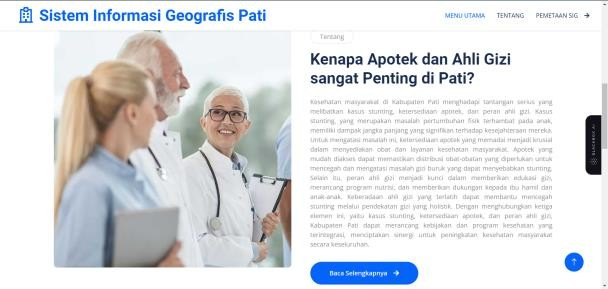 Sistem Informasi Geografis Pati
MENU UTAMA TENTANG PEMETAAN SIG →
Tentang
Kenapa Apotek dan Ahli Gizi
sangat Penting di Pati?
Kesehatan masyarakat di Kabupaten Pati menghadapi tantangan serius yang
melibatkan kasus stunting, ketersediaan apotek, dan peran ahli gizi. Kasus
stunting, yang merupakan masalah pertumbuhan fisik terhambat pada anak,
memiliki dampak jangka panjang yang signifikan terhadap kesejahteraan mereka.
Untuk mengatasi masalah ini, ketersediaan apotek yang memadai menjadi krusial
dalam menyediakan obat dan layanan kesehatan masyarakat. Apotek yang
mudah diakses dapat memastikan distribusi obat-obatan yang diperlukan untuk
mencegah dan mengatasi masalah gizi buruk yang dapat menyebabkan stunting.
Selain itu, peran ahli gizi menjadi kunci dalam memberikan edukasi gizi,
merancang program nutrisi, dan memberikan dukungan kepada ibu hamil dan
anak-anak. Keberadaan ahli gizi yang terlatih dapat membantu mencegah
stunting melalui pendekatan gizi yang holistik. Dengan menghubungkan ketiga
elemen ini, yaitu kasus stunting, ketersediaan apotek, dan peran ahli gizi,
Kabupaten Pati dapat merancang kebijakan dan program kesehatan yang
terintegrasi, menciptakan sinergi untuk peningkatan kesehatan masyarakat
secara keseluruhan.
Baca Selengkapnya →
BLACKBOX AI